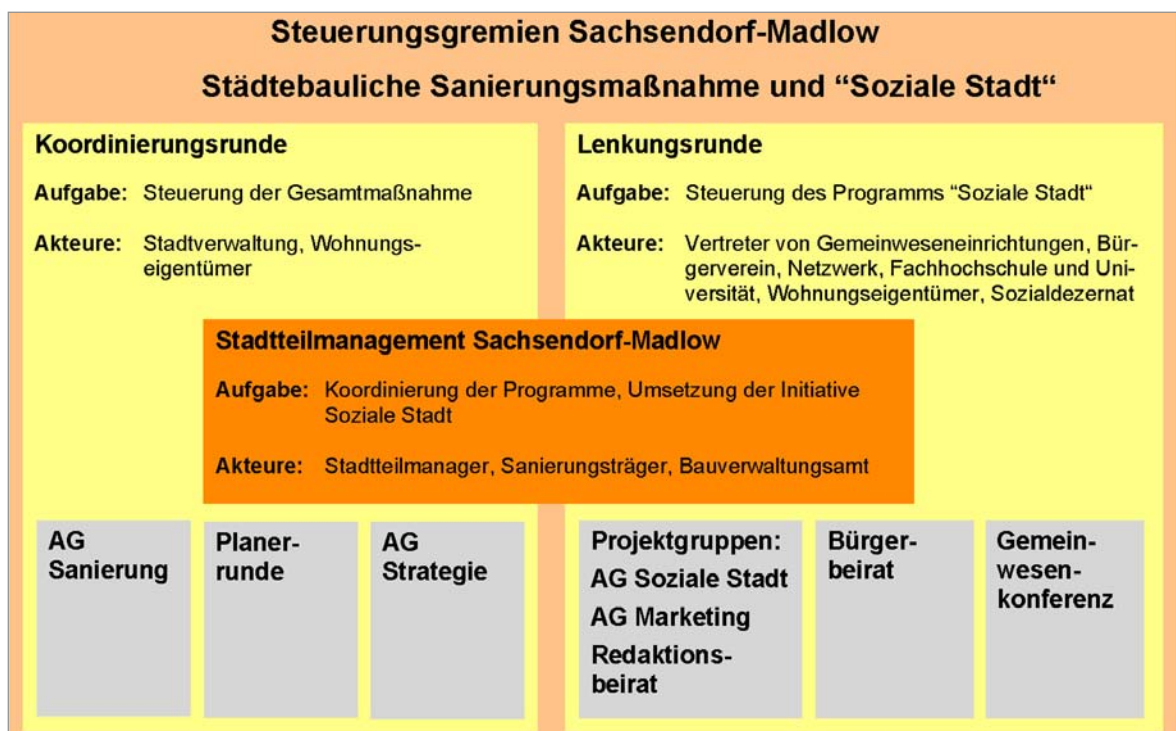 Steuerungsgremien Sachsendorf-Madlow
Städtebauliche Sanierungsmaßnahme und “Soziale Stadt“
Koordinierungsrunde
Aufgabe: Steuerung der Gesamtmaßnahme
Akteure: Stadtverwaltung, Wohnungs-
eigentümer
Lenkungsrunde
Aufgabe: Steuerung des Programms “Soziale Stadt“
Akteure: Vertreter von Gemeinweseneinrichtungen, Bür-
gerverein, Netzwerk, Fachhochschule und Uni-
versität, Wohnungseigentümer, Sozialdezernat
Stadtteilmanagement Sachsendorf-Madlow
Aufgabe: Koordinierung der Programme, Umsetzung der Initiative
Soziale Stadt
Akteure: Stadtteilmanager, Sanierungsträger, Bauverwaltungsamt
AG
Sanierung
Planer-
runde
AG
Strategie
Projektgruppen:
AG Soziale Stadt
AG Marketing
Redaktions-
beirat
Bürger-
beirat
Gemein-
wesen-
konferenz